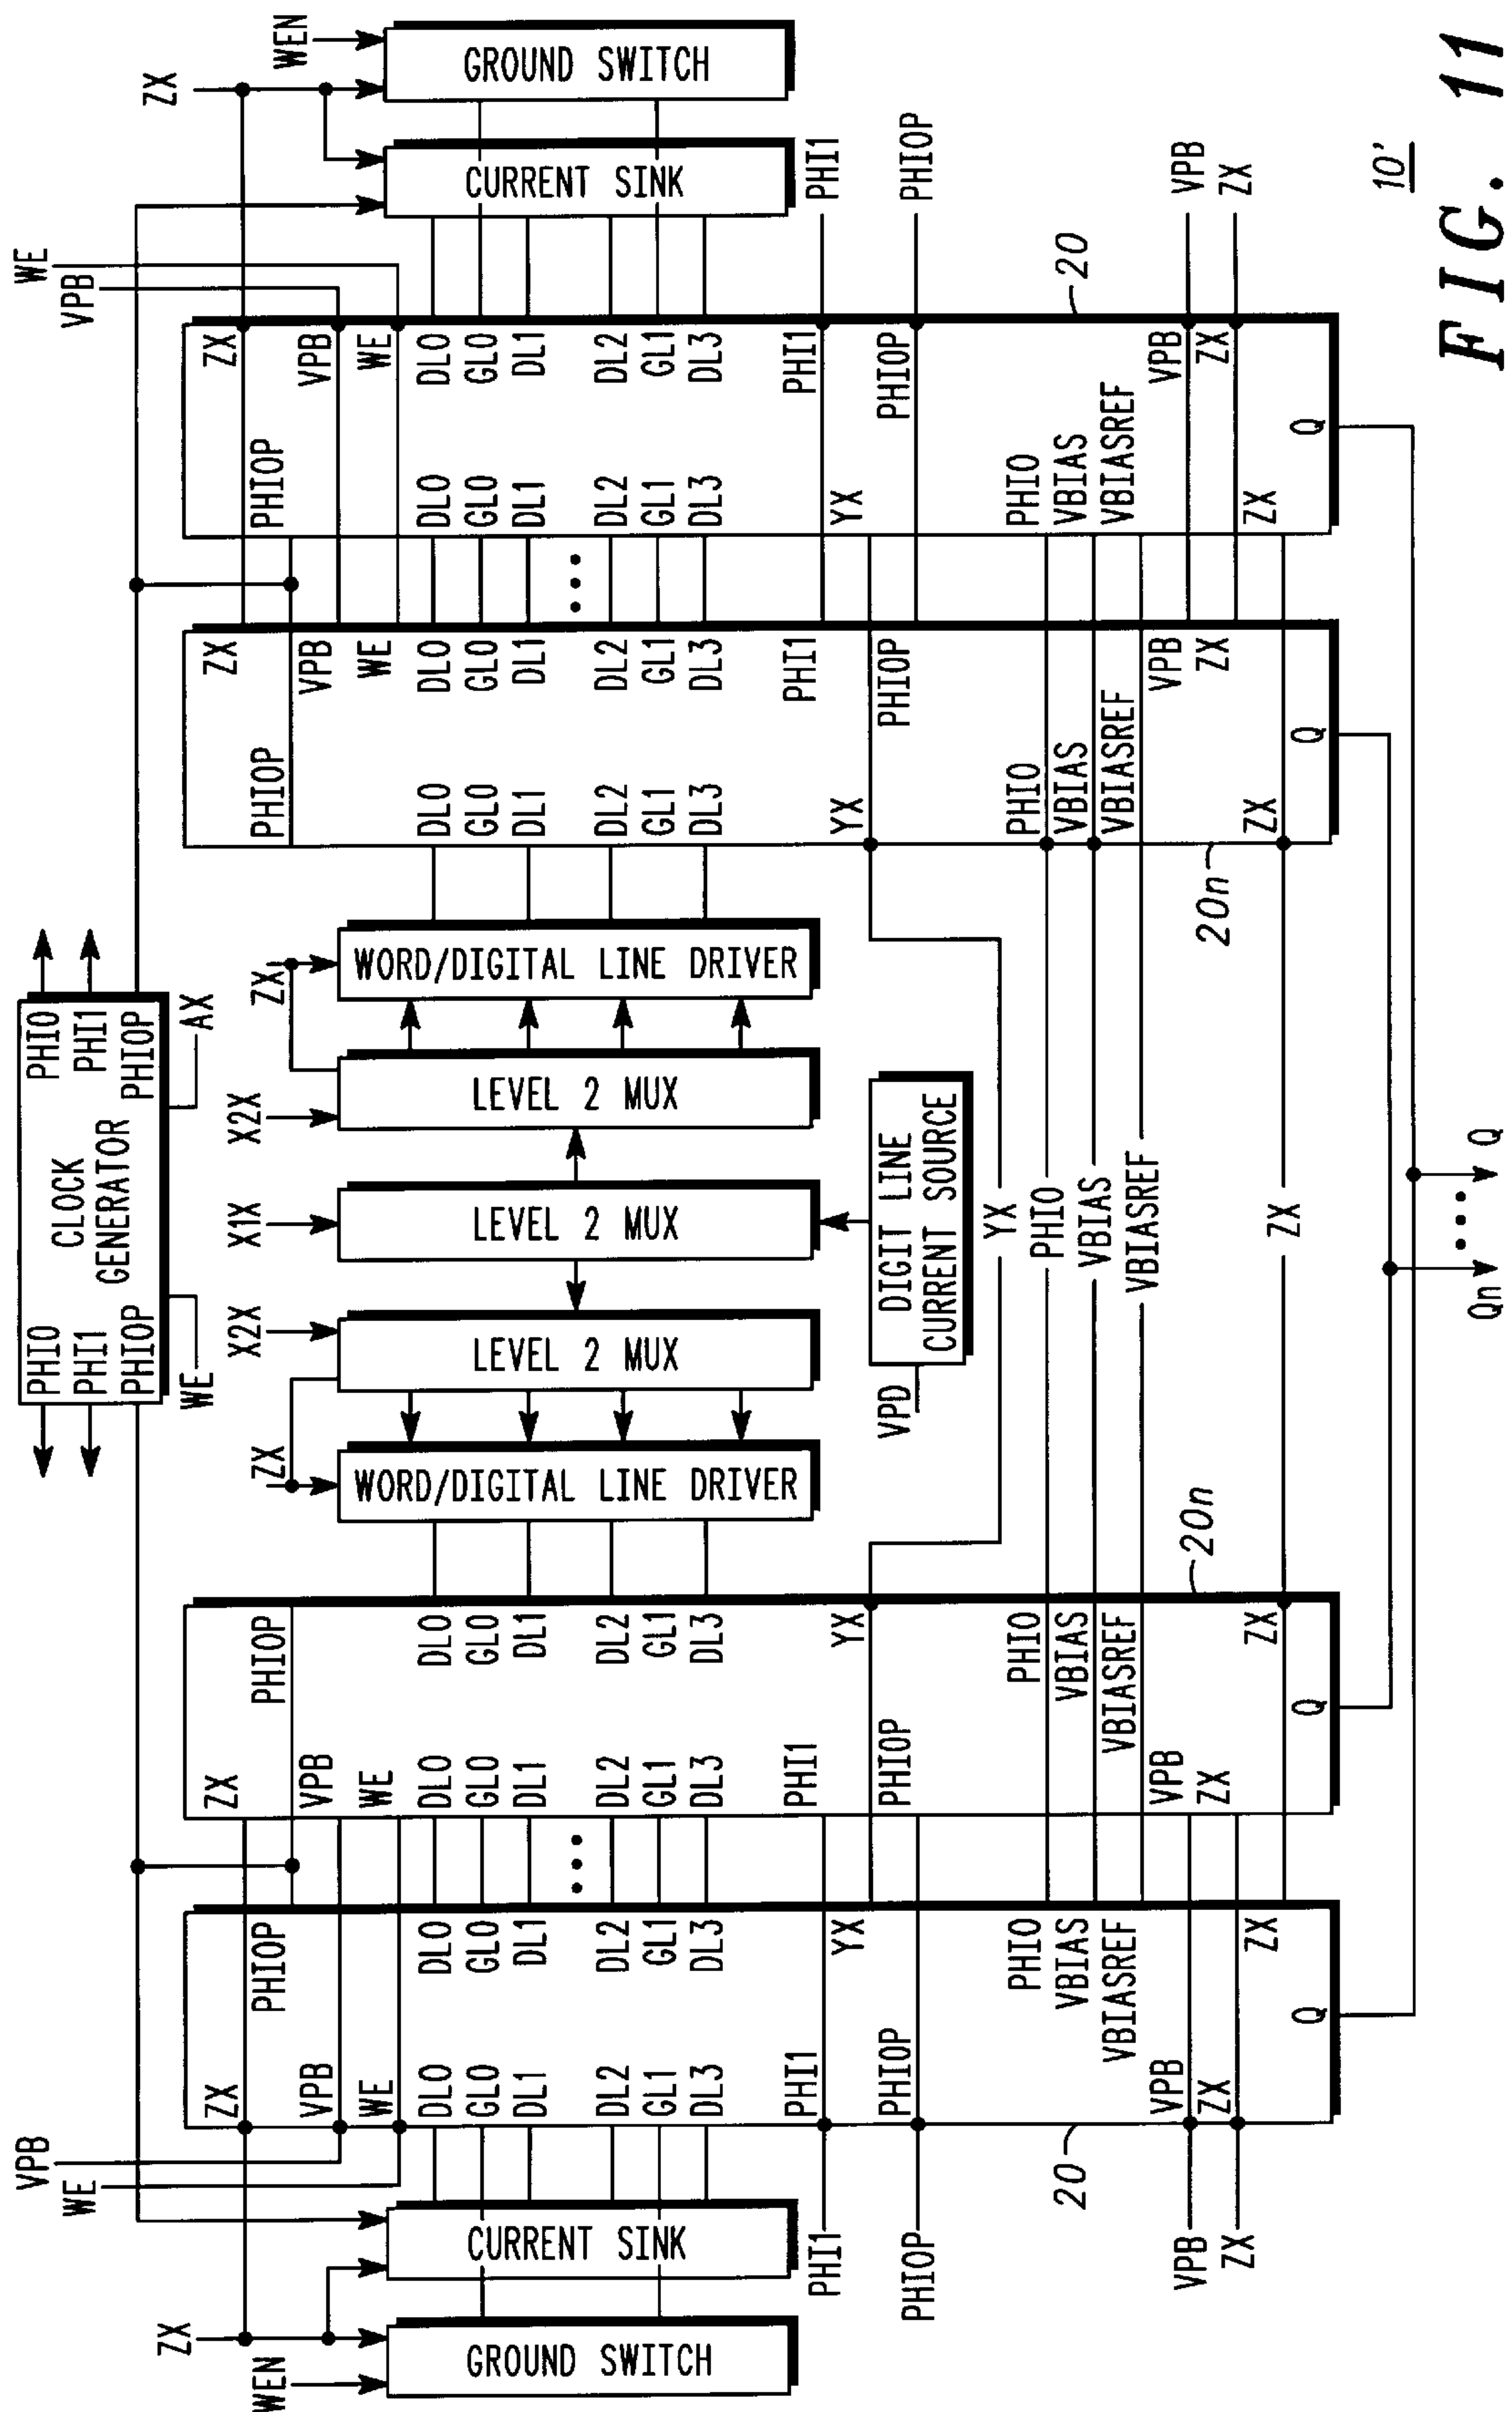 WEN
ZX
GROUND SWITCH
CURRENT SINK
WE
VPB
PHI1
PHIOP
VPB
ZX
20
ZX
VPB
WE
DL0
GL0
DL1
DL2
GL1
DL3
PHI1
PHIOP
VPB
ZX
PHIOP
DL0
GL0
DL1
DL2
GL1
DL3
YX
PHIO
VBIAS
VBIASREF
ZX
Q
ZX
VPB
WE
DL0
GL0
DL1
• • •
DL2
GL1
DL3
PHI1
PHIOP
VPB
ZX
PHIOP
DL0
GL0
DL1
DL2
GL1
DL3
YX
PHIO
VBIAS
VBIASREF
ZX
Q
20n
ZX
WORD/DIGITAL LINE DRIVER
X2X
LEVEL 2 MUX
X1X
LEVEL 2 MUX
X2X
LEVEL 2 MUX
ZX
WORD/DIGITAL LINE DRIVER
PHIO
PHI1
PHIOP
CLOCK
GENERATOR
PHIO
PHI1
PHIOP
WE
AX
VPD
DIGIT LINE
CURRENT SOURCE
YX
PHIO
VBIAS
VBIASREF
ZX
Qn • • • Q
PHIOP
DL0
GL0
DL1
DL2
GL1
DL3
YX
PHIO
VBIAS
VBIASREF
ZX
ZX
VPB
WE
DL0
GL0
DL1
• • •
DL2
GL1
DL3
PHI1
PHIOP
VPB
ZX
Q
20n
PHIOP
DL0
GL0
DL1
DL2
GL1
DL3
YX
PHIO
VBIAS
VBIASREF
ZX
ZX
VPB
WE
DL0
GL0
DL1
DL2
GL1
DL3
PHI1
PHIOP
VPB
ZX
Q
20
VPB
WE
PHI1
PHIOP
VPB
ZX
CURRENT SINK
GROUND SWITCH
ZX
WEN
10'
FIG. 11